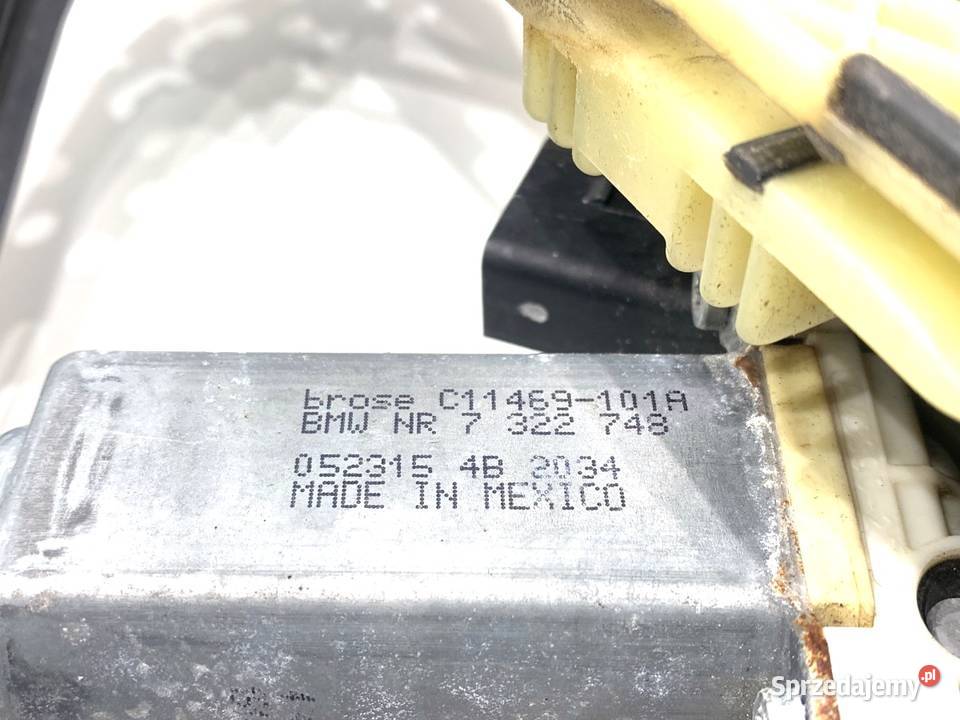 brose C11469-101A
BMW NR 7 322 748
052315 4B 2034
MADE IN MEXICO
Sprzedajemy.pl